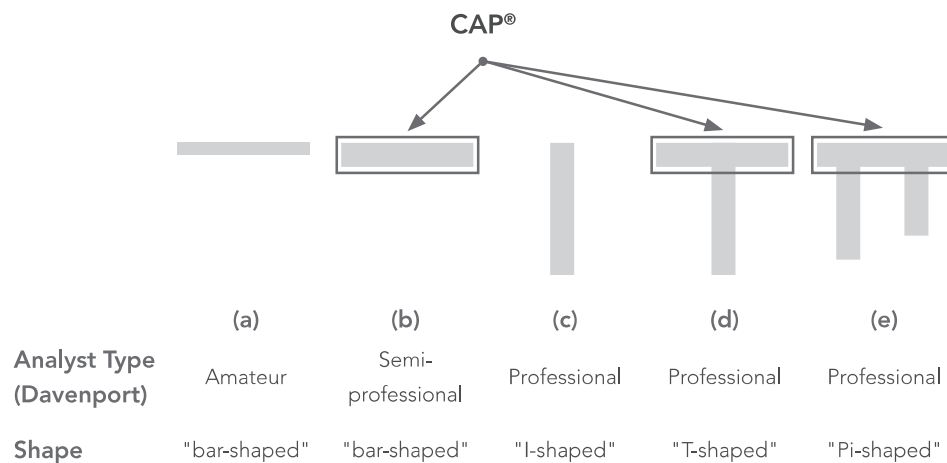 CAP®
(a) (b) (c) (d) (e)
Analyst Type
(Davenport)
Amateur
Semi-
professional
Professional
Professional
Professional
Shape "bar-shaped" "bar-shaped" "I-shaped" "T-shaped" "Pi-shaped"